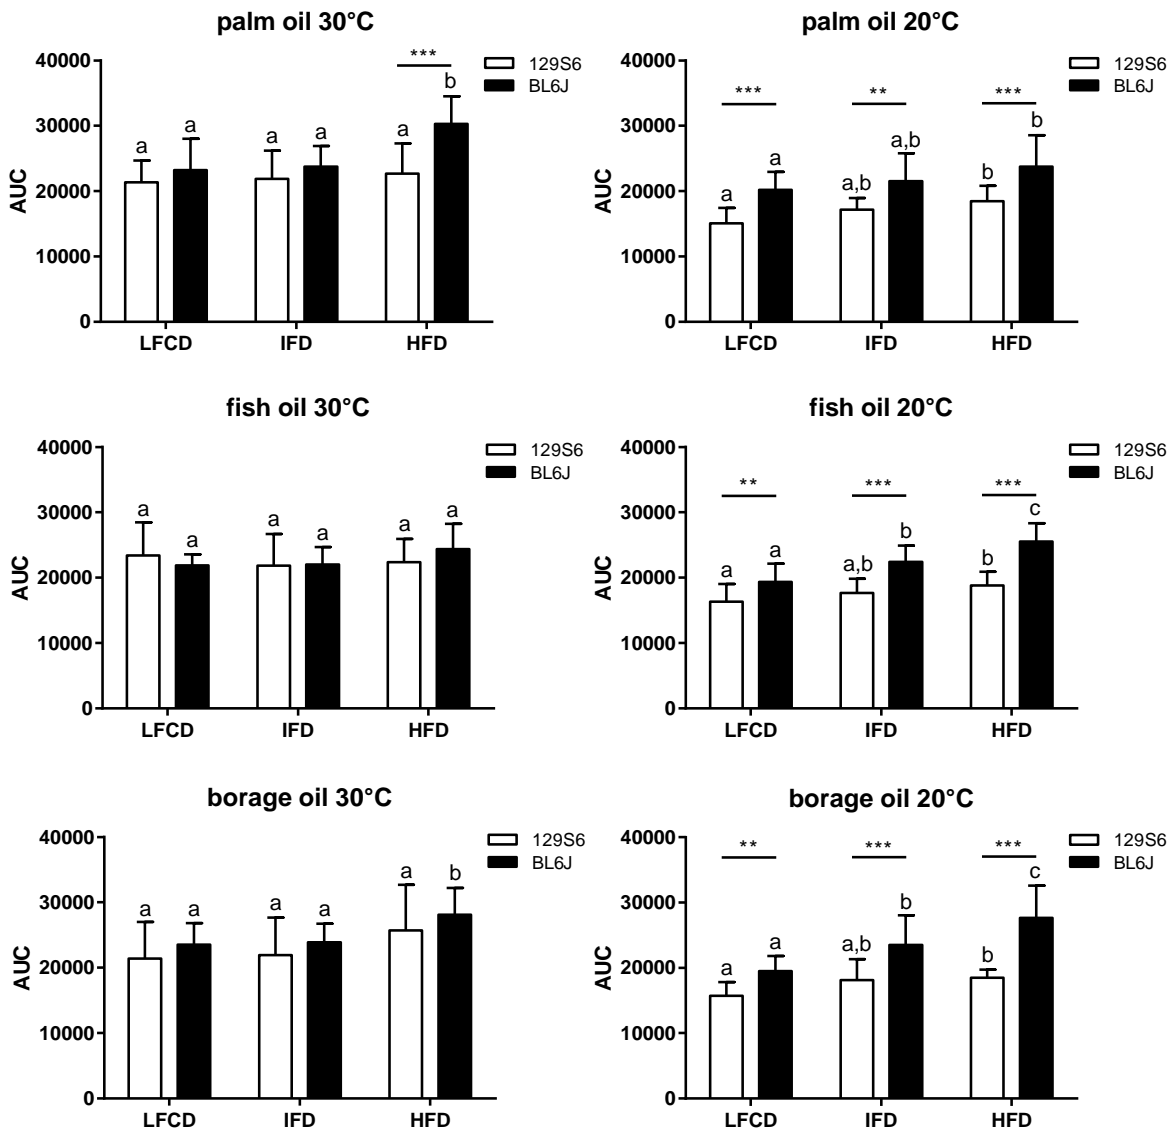 palm oil 30°C
40000
30000
20000
10000
0
AUC
***
a
a
a
a
a
b
129S6
BL6J
LFCD
IFD
HFD
palm oil 20°C
40000
30000
20000
10000
0
AUC
***
**
***
a
a
a,b
a,b
b
b
129S6
BL6J
LFCD
IFD
HFD
fish oil 30°C
40000
30000
20000
10000
0
AUC
a
a
a
a
a
a
129S6
BL6J
LFCD
IFD
HFD
fish oil 20°C
40000
30000
20000
10000
0
AUC
**
***
***
a
a
a,b
b
b
c
129S6
BL6J
LFCD
IFD
HFD
borage oil 30°C
40000
30000
20000
10000
0
AUC
a
a
a
a
a
b
129S6
BL6J
LFCD
IFD
HFD
borage oil 20°C
40000
30000
20000
10000
0
AUC
**
***
***
a
a
a,b
b
b
c
129S6
BL6J
LFCD
IFD
HFD